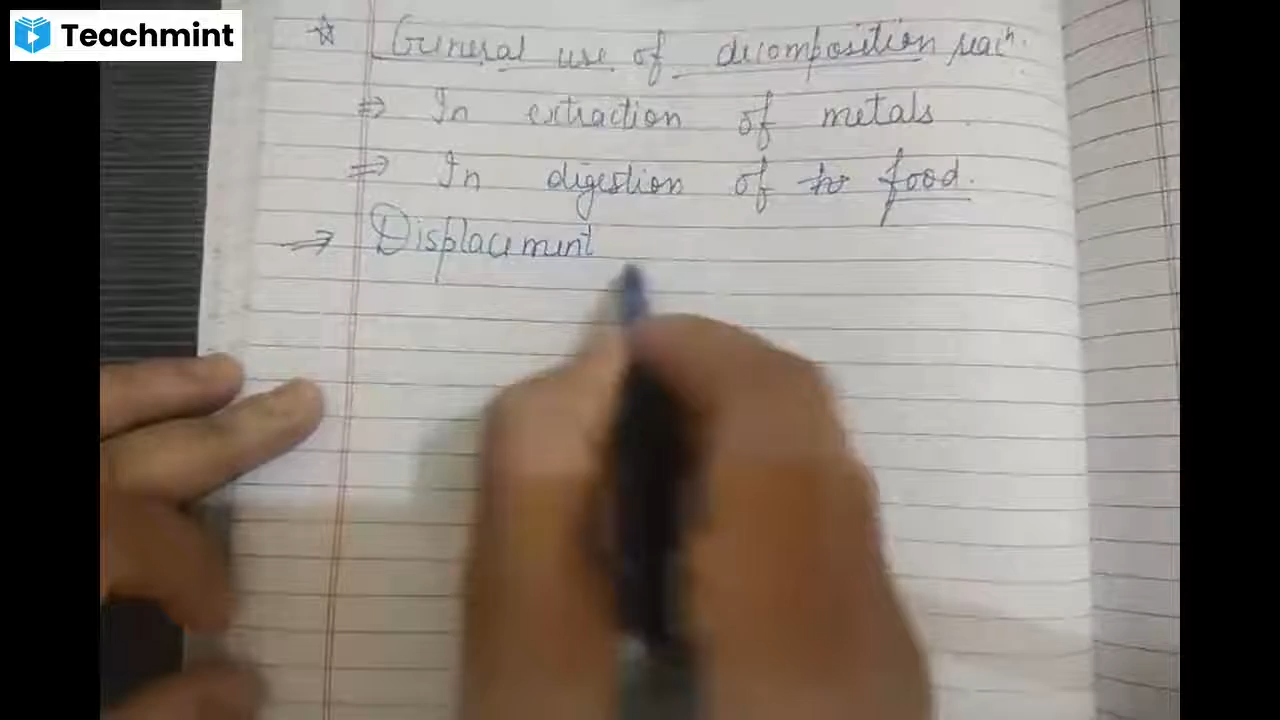 Teachmint
☆ General use of decomposition reacⁿ.
⇒ In extraction of metals.
⇒ In digestion of food.
⇒ Displacement